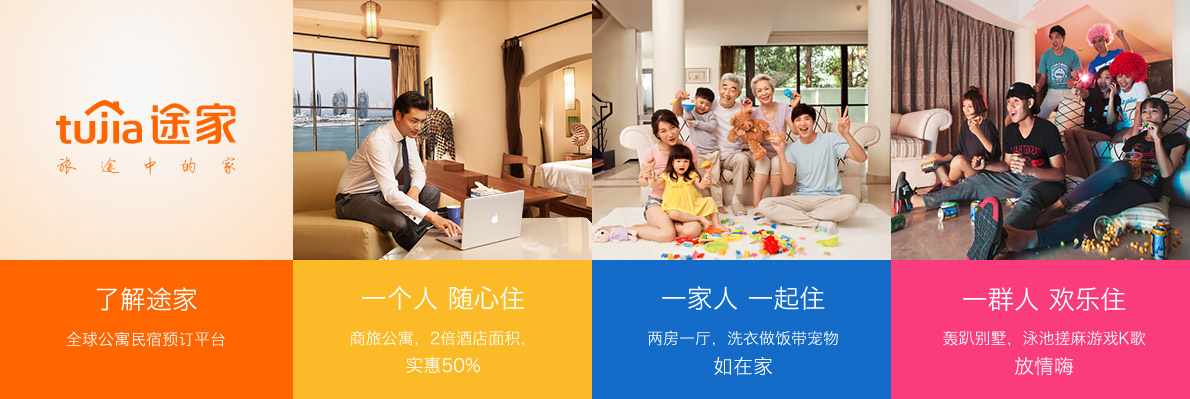 tujia 途家
旅途中的家
了解途家
全球公寓民宿预订平台
一个人 随心住
商旅公寓，2倍酒店面积，
实惠50%
一家人 一起住
两房一厅，洗衣做饭带宠物
如在家
一群人 欢乐住
轰趴别墅，泳池搓麻游戏K歌
放情嗨